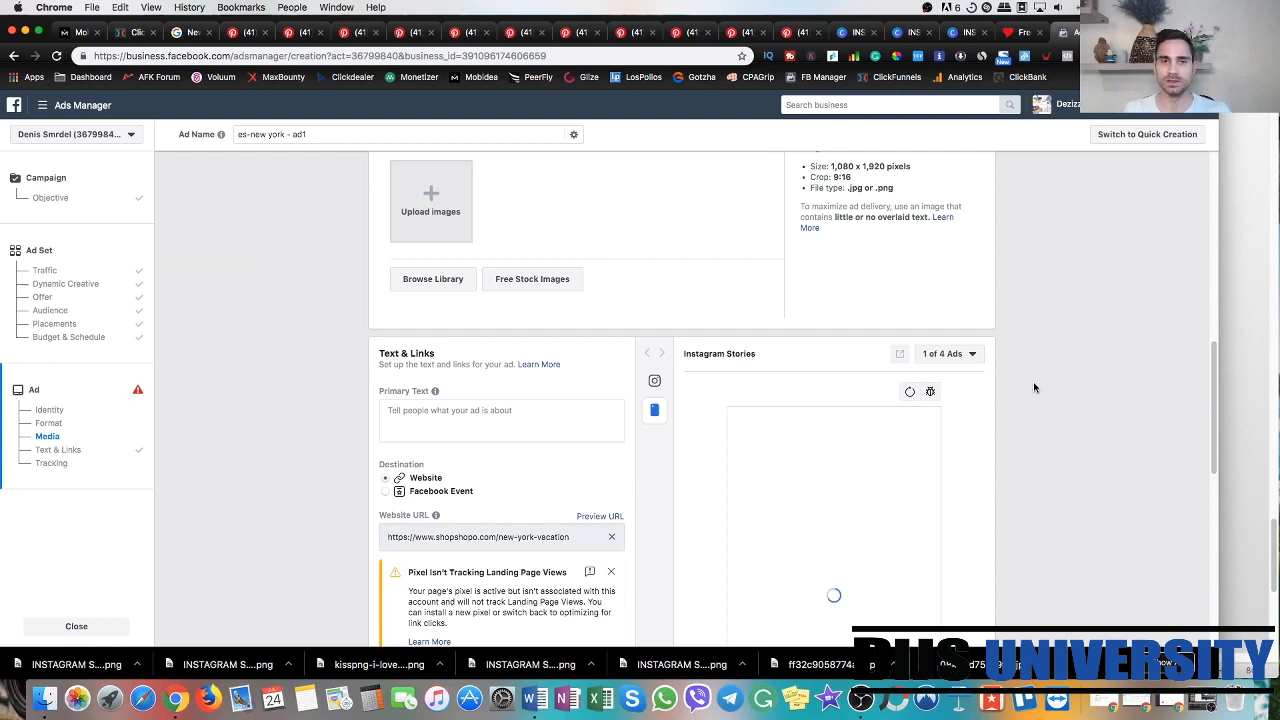 Chrome File Edit View History Bookmarks People Window Help
https://business.facebook.com/adsmanager/creation?act=36799840&business_id=391096174606659
Apps Dashboard AFK Forum Voluum MaxBounty Clickdealer Monetizer Mobidea PeerFly Glize LosPollos Gotzha CPAGrip FB Manager ClickFunnels Analytics ClickBank
Ads Manager
Search business
Dezizz
Denis Smrdel (3679984...
Ad Name
es-new york - ad1
Switch to Quick Creation
Campaign
Objective
Ad Set
Traffic
Dynamic Creative
Offer
Audience
Placements
Budget & Schedule
Ad
Identity
Format
Media
Text & Links
Tracking
Close
Upload images
Browse Library
Free Stock Images
Size: 1,080 x 1,920 pixels
Crop: 9:16
File type: .jpg or .png
To maximize ad delivery, use an image that
contains little or no overlaid text. Learn
More
Text & Links
Set up the text and links for your ad. Learn More
Primary Text
Tell people what your ad is about
Destination
Website
Facebook Event
Website URL
Preview URL
https://www.shopshopo.com/new-york-vacation
Pixel Isn't Tracking Landing Page Views
Your page's pixel is active but isn't associated with this
account and will not track Landing Page Views. You
can install a new pixel or switch back to optimizing for
link clicks.
Learn More
Instagram Stories
1 of 4 Ads
INSTAGRAM S....png
INSTAGRAM S....png
kisspng-i-love....png
INSTAGRAM S....png
INSTAGRAM S....png
UNIVERSITY